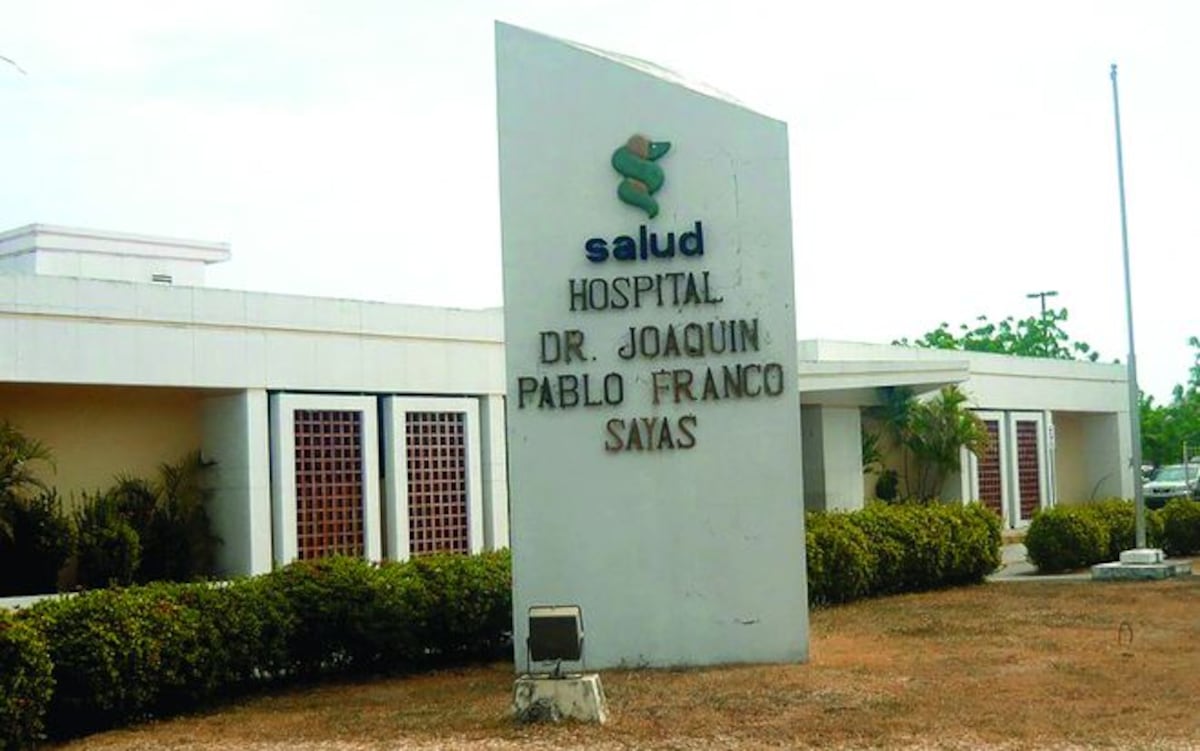 salud
HOSPITAL
DR. JOAQUIN
PABLO FRANCO
SAYAS